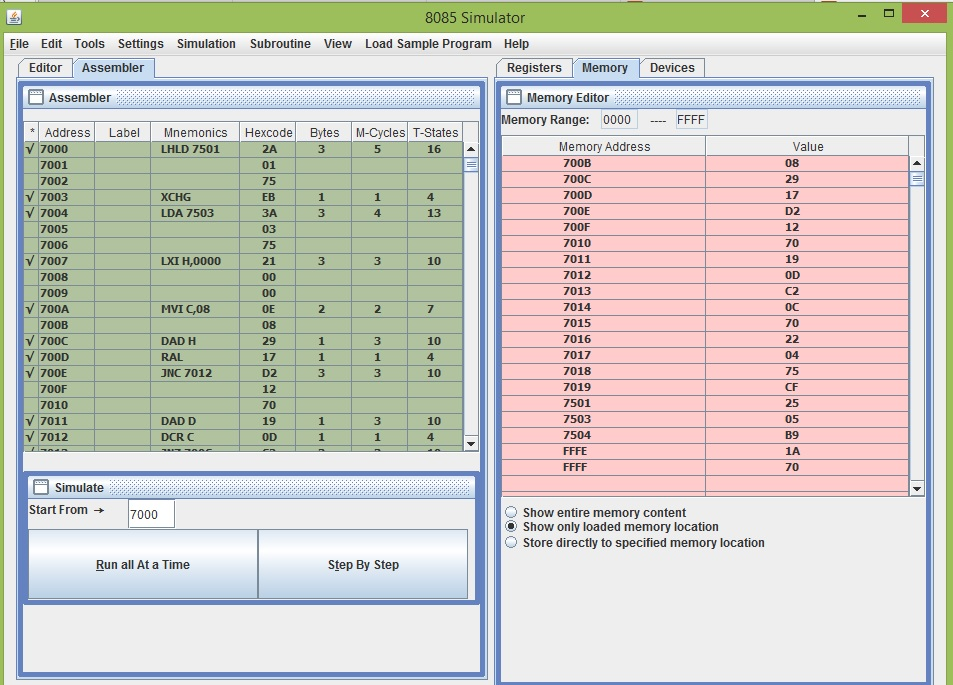 8085 Simulator
File Edit Tools Settings Simulation Subroutine View Load Sample Program Help
Editor Assembler
Assembler
* Address Label Mnemonics Hexcode Bytes M-Cycles T-States
√ 7000 LHLD 7501 2A 3 5 16
7001 01
7002 75
√ 7003 XCHG EB 1 1 4
√ 7004 LDA 7503 3A 3 4 13
7005 03
7006 75
√ 7007 LXI H,0000 21 3 3 10
7008 00
7009 00
√ 700A MVI C,08 0E 2 2 7
700B 08
√ 700C DAD H 29 1 3 10
√ 700D RAL 17 1 1 4
√ 700E JNC 7012 D2 3 3 10
700F 12
7010 70
√ 7011 DAD D 19 1 3 10
√ 7012 DCR C 0D 1 1 4
Simulate
Start From → 7000
Run all At a Time Step By Step
Registers Memory Devices
Memory Editor
Memory Range: 0000 ---- FFFF
Memory Address Value
700B 08
700C 29
700D 17
700E D2
700F 12
7010 70
7011 19
7012 0D
7013 C2
7014 0C
7015 70
7016 22
7017 04
7018 75
7019 CF
7501 25
7503 05
7504 B9
FFFE 1A
FFFF 70
Show entire memory content
Show only loaded memory location
Store directly to specified memory location